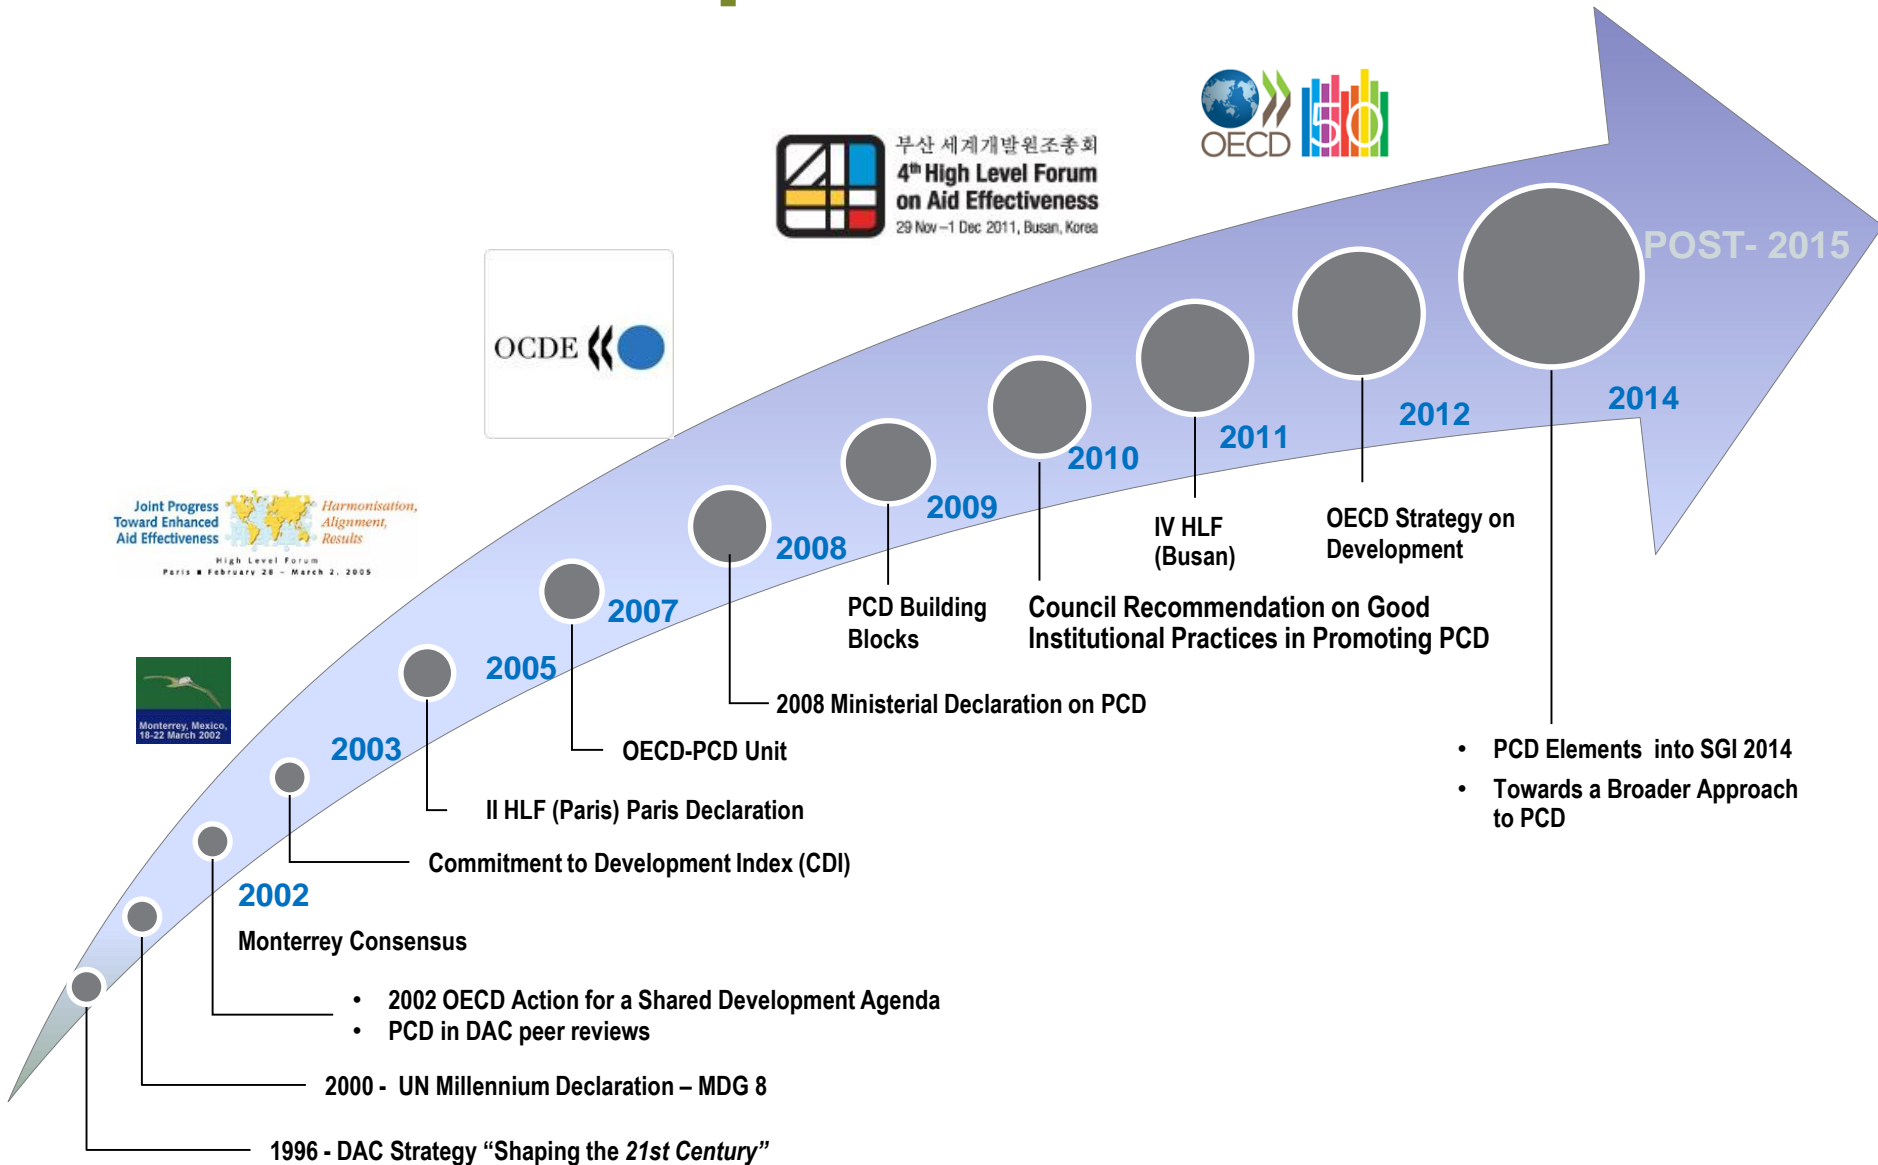 OECD 50
부산 세계개발원조총회
4th High Level Forum
on Aid Effectiveness
29 Nov –1 Dec 2011, Busan, Korea
POST- 2015
OCDE
2014
2012
2011
2010
2009
2008
2007
2005
2003
2002
Joint Progress
Toward Enhanced
Aid Effectiveness
Harmonisation,
Alignment,
Results
High Level Forum
Paris ■ February 28 – March 2, 2005
Monterrey, Mexico,
18-22 March 2002
IV HLF
(Busan)
OECD Strategy on
Development
PCD Building
Blocks
Council Recommendation on Good
Institutional Practices in Promoting PCD
2008 Ministerial Declaration on PCD
OECD-PCD Unit
• PCD Elements into SGI 2014
• Towards a Broader Approach
to PCD
II HLF (Paris) Paris Declaration
Commitment to Development Index (CDI)
Monterrey Consensus
• 2002 OECD Action for a Shared Development Agenda
• PCD in DAC peer reviews
2000 - UN Millennium Declaration – MDG 8
1996 - DAC Strategy “Shaping the 21st Century”